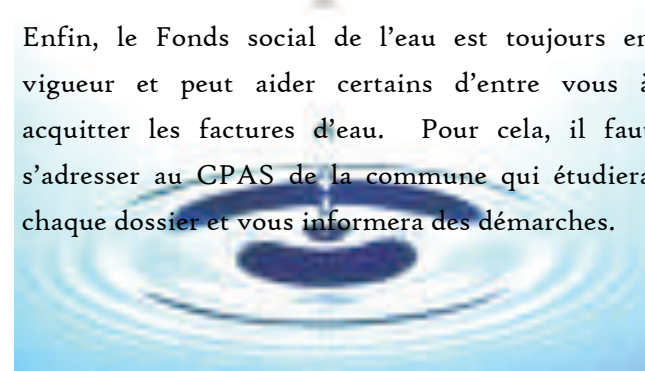 Enfin, le Fonds social de l'eau est toujours en
vigueur et peut aider certains d'entre vous à
acquitter les factures d'eau. Pour cela, il faut
s'adresser au CPAS de la commune qui étudiera
chaque dossier et vous informera des démarches.